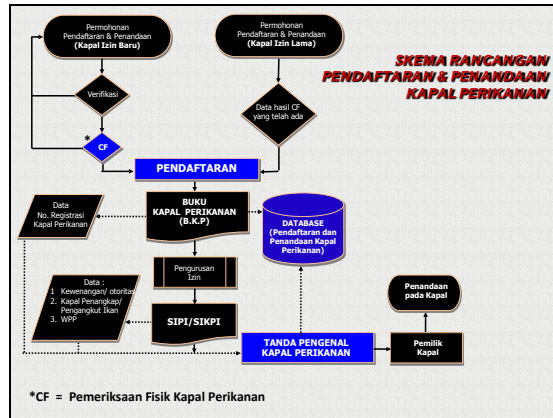 Permohonan
Pendaftaran & Penandaan
(Kapal Izin Baru)
Permohonan
Pendaftaran & Penandaan
(Kapal Izin Lama)
SKEMA RANCANGAN
PENDAFTARAN & PENANDAAN
KAPAL PERIKANAN
Verifikasi
Data hasil CF
yang telah ada
*
CF
PENDAFTARAN
Data
No. Registrasi
Kapal Perikanan
BUKU
KAPAL PERIKANAN
(B.K.P)
DATABASE
(Pendaftaran dan
Penandaan Kapal
Perikanan)
Pengurusan
Izin
Data :
1 Kewenangan/ otoritas
2. Kapal Penangkap/
Pengangkut Ikan
3. WPP
SIPI/SIKPI
Penandaan
pada Kapal
TANDA PENGENAL
KAPAL PERIKANAN
Pemilik
Kapal
*CF = Pemeriksaan Fisik Kapal Perikanan